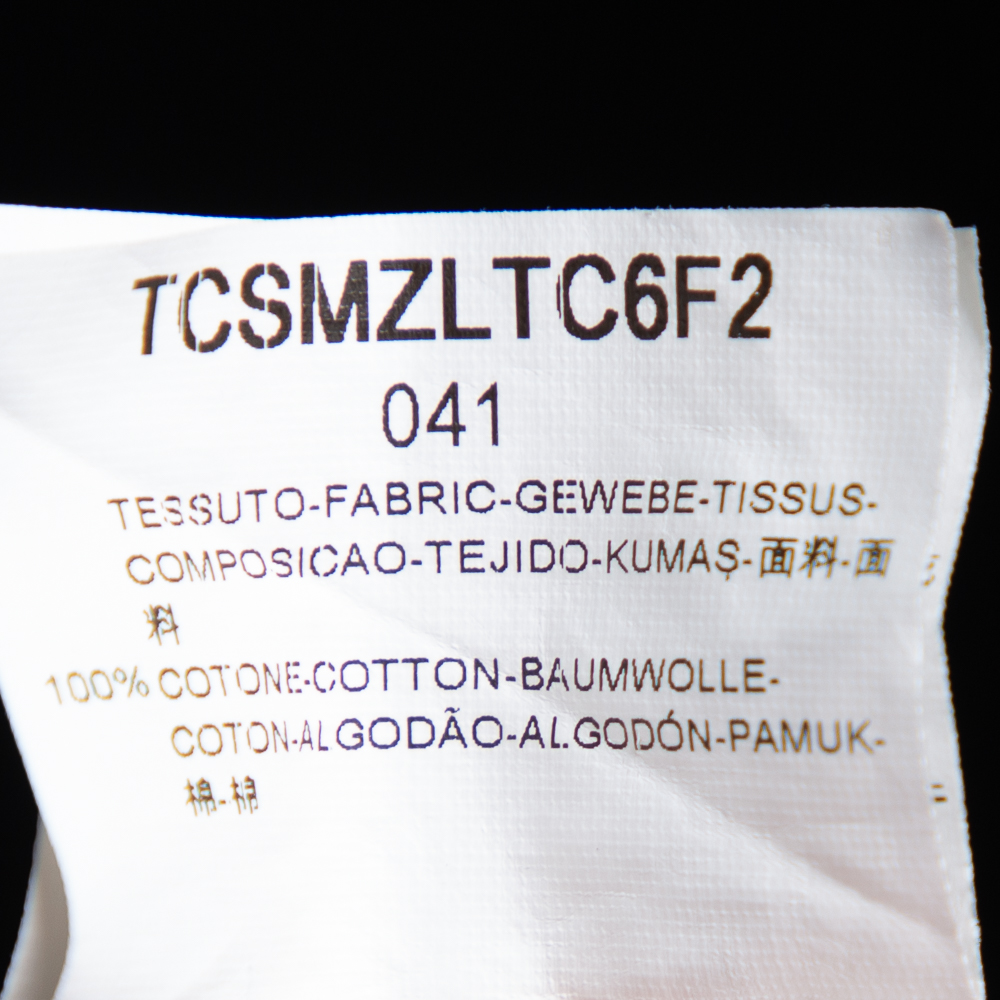 TCSMZLTC6F2
041
TESSUTO-FABRIC-GEWEBE-TISSUS-
COMPOSICAO-TEJIDO-KUMAŞ-面料-面
料
100% COTONE-COTTON-BAUMWOLLE-
COTON-ALGODÃO-ALGODÓN-PAMUK-
棉-棉